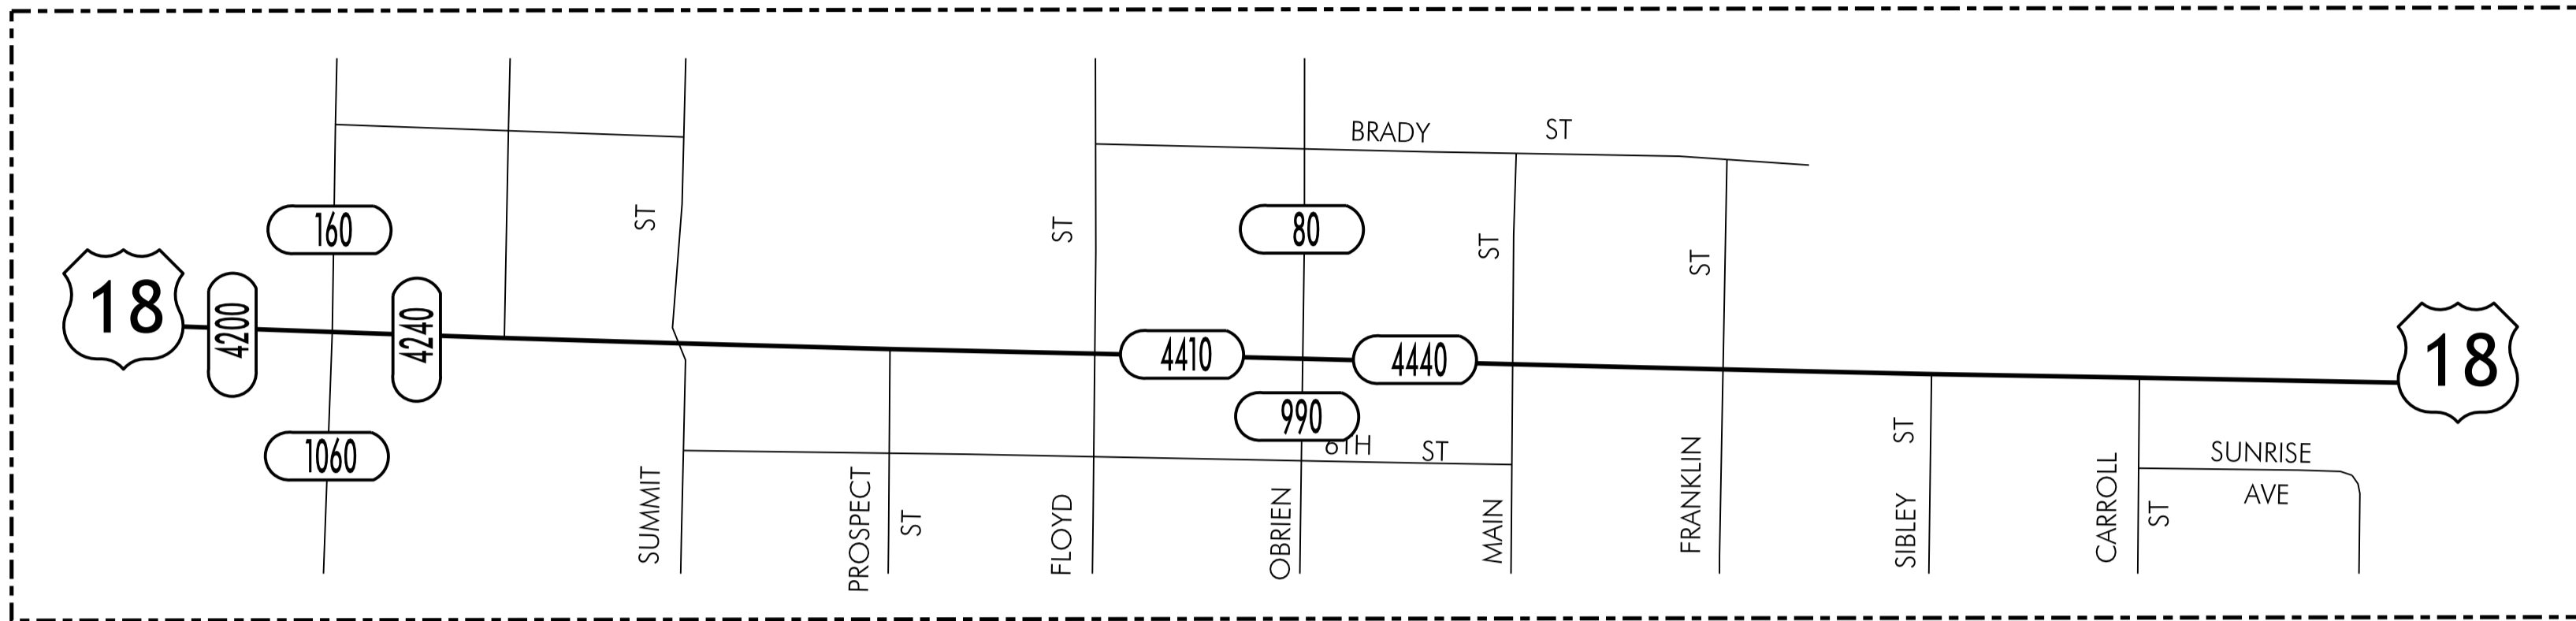 BRADY ST
160
80
ST
ST
ST
ST
18
4200
4240
4410
4440
18
990
6TH ST
1060
SUMMIT
PROSPECT ST
FLOYD
OBRIEN
MAIN
FRANKLIN
SIBLEY ST
CARROLL ST
SUNRISE
AVE